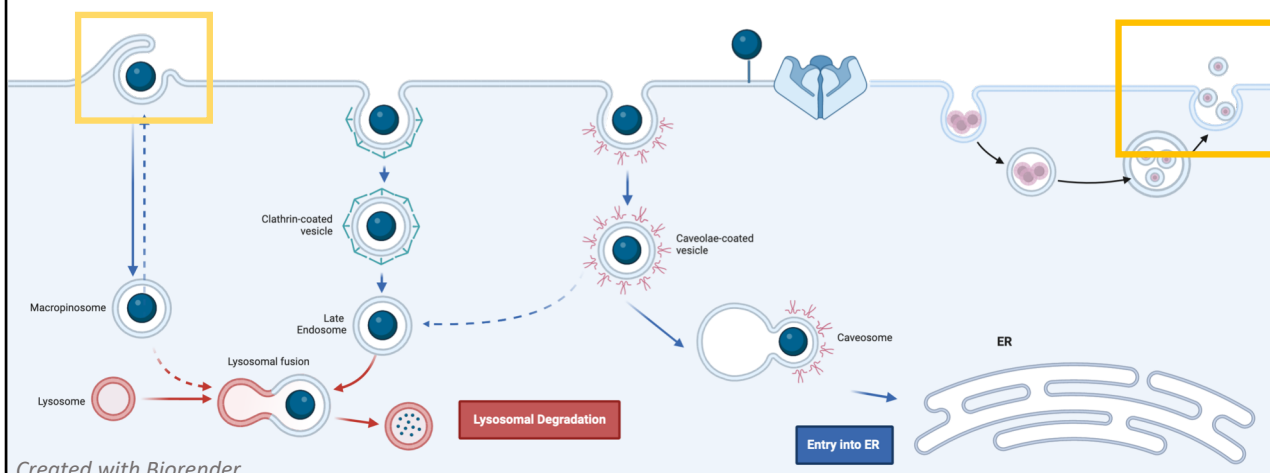 Clathrin-coated
vesicle
Caveolae-coated
vesicle
Macropinosome
Late
Endosome
Caveosome
ER
Lysosomal fusion
Lysosome
Lysosomal Degradation
Entry into ER
Created with Biorender